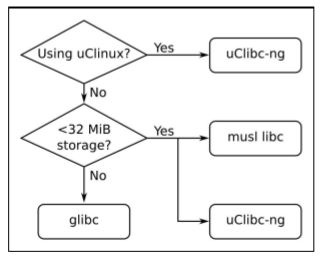 Using uClinux?
Yes
uClibc-ng
No
<32 MiB
storage?
Yes
musl libc
No
glibc
uClibc-ng